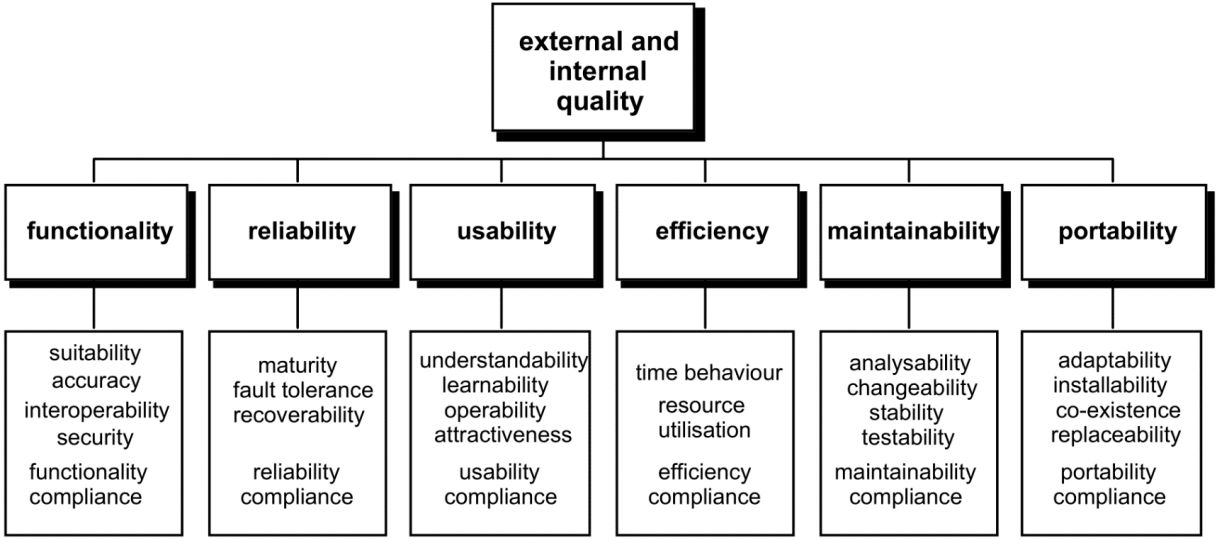 external and
internal
quality
functionality
reliability
usability
efficiency
maintainability
portability
suitability
accuracy
interoperability
security
functionality
compliance
maturity
fault tolerance
recoverability
reliability
compliance
understandability
learnability
operability
attractiveness
usability
compliance
time behaviour
resource
utilisation
efficiency
compliance
analysability
changeability
stability
testability
maintainability
compliance
adaptability
installability
co-existence
replaceability
portability
compliance